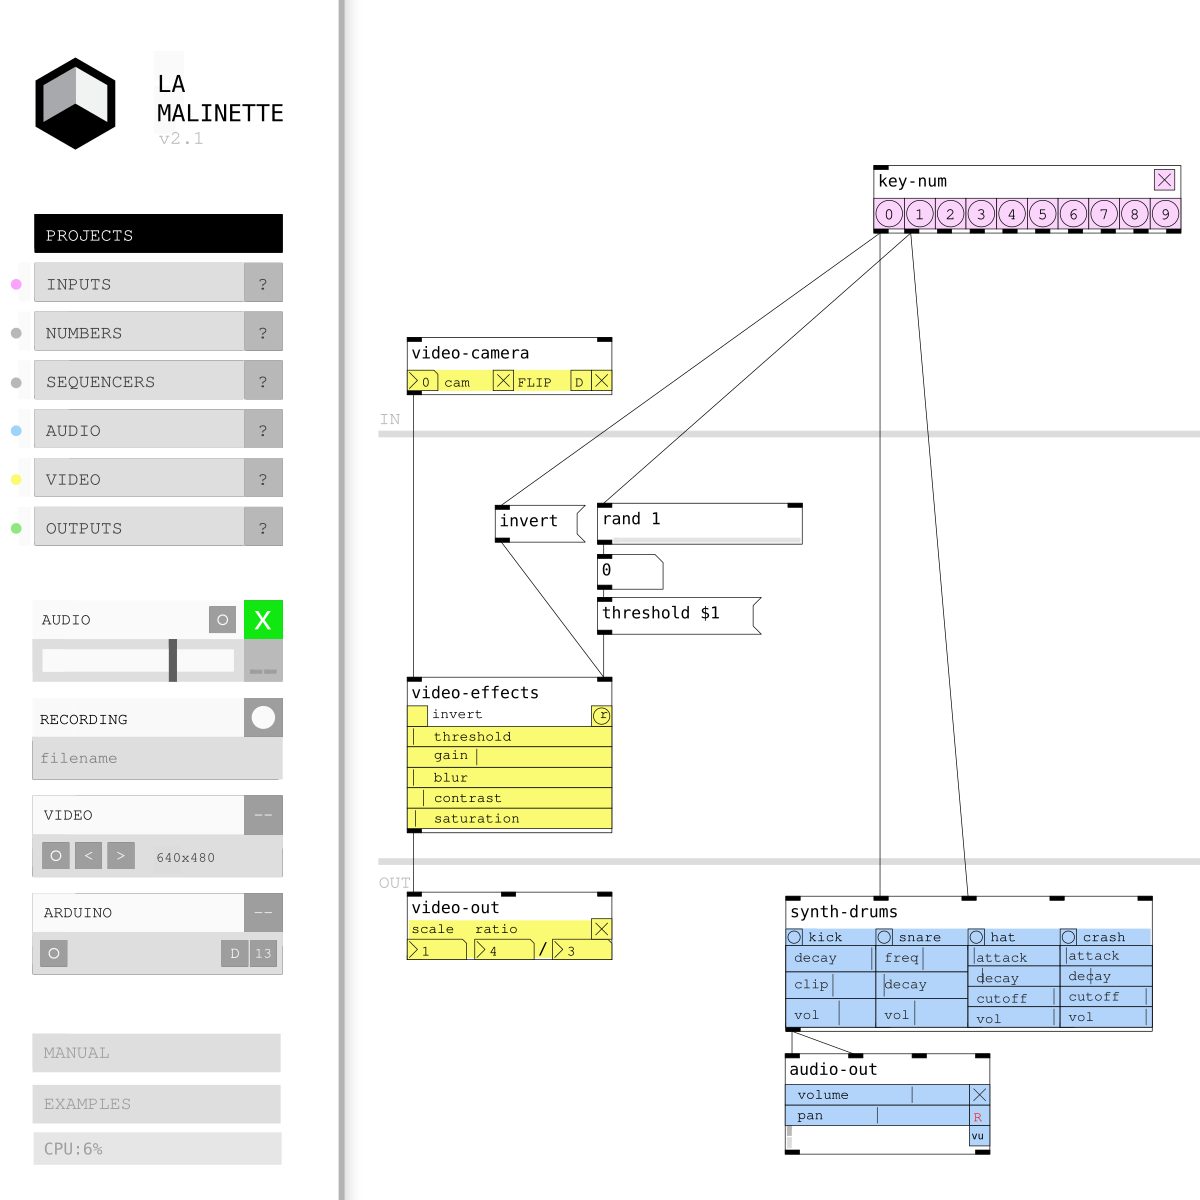 LA
MALINETTE
v2.1
PROJECTS
INPUTS ?
NUMBERS ?
SEQUENCERS ?
AUDIO ?
VIDEO ?
OUTPUTS ?
AUDIO X
RECORDING
filename
VIDEO --
< > 640x480
ARDUINO --
D 13
MANUAL
EXAMPLES
CPU:6%
key-num
0 1 2 3 4 5 6 7 8 9
video-camera
0 cam FLIP D
IN
invert
rand 1
0
threshold $1
video-effects
invert r
threshold
gain
blur
contrast
saturation
OUT
video-out
scale ratio
1 4 / 3
synth-drums
kick snare hat crash
decay freq attack attack
clip decay decay decay
cutoff cutoff
vol vol vol vol
audio-out
volume
pan R
vu